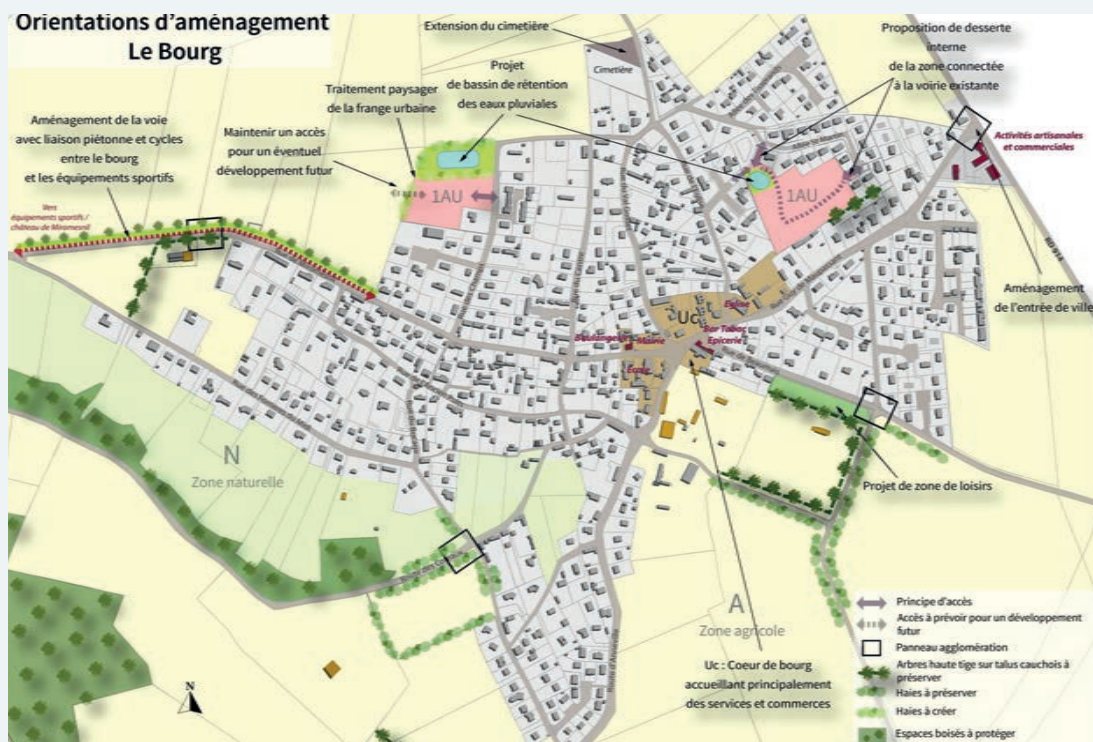 Orientations d’aménagement
Le Bourg
Extension du cimetière
Cimetière
Projet
de bassin de rétention
des eaux pluviales
Proposition de desserte
interne
de la zone connectée
à la voirie existante
Traitement paysager
de la frange urbaine
Aménagement de la voie
avec liaison piétonne et cycles
entre le bourg
et les équipements sportifs
Maintenir un accès
pour un éventuel
développement futur
Activités artisanales
et commerciales
1AU
1AU
Vers
équipements sportifs /
château de Miromesnil
RD 915
Aménagement
de l’entrée de ville
Uc
Eglise
Bar Tabac
Epicerie
Boulangerie
Mairie
Ecole
N
Zone naturelle
Projet de zone de loisirs
A
Zone agricole
Uc : Coeur de bourg
accueillant principalement
des services et commerces
N
Principe d’accès
Accès à prévoir pour un développement
futur
Panneau agglomération
Arbres haute tige sur talus cauchois à
préserver
Haies à préserver
Haies à créer
Espaces boisés à protéger